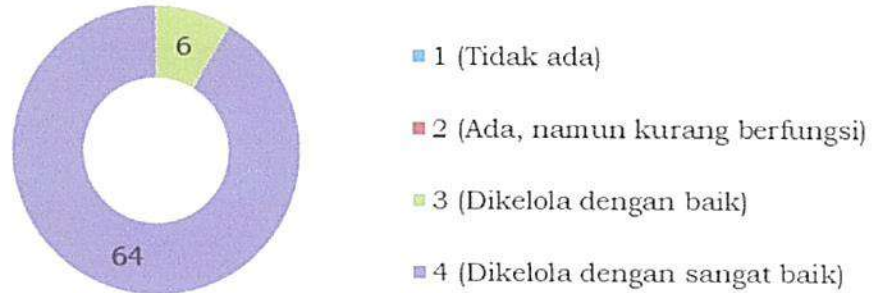 6
64
1 (Tidak ada)
2 (Ada, namun kurang berfungsi)
3 (Dikelola dengan baik)
4 (Dikelola dengan sangat baik)